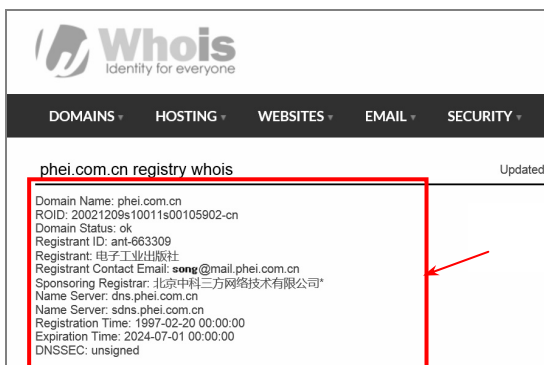 Whois
Identity for everyone
DOMAINS HOSTING WEBSITES EMAIL SECURITY
phei.com.cn registry whois Updated
Domain Name: phei.com.cn
ROID: 20021209s10011s00105902-cn
Domain Status: ok
Registrant ID: ant-663309
Registrant: 电子工业出版社
Registrant Contact Email: song@mail.phei.com.cn
Sponsoring Registrar: 北京中科三方网络技术有限公司*
Name Server: dns.phei.com.cn
Name Server: sdns.phei.com.cn
Registration Time: 1997-02-20 00:00:00
Expiration Time: 2024-07-01 00:00:00
DNSSEC: unsigned